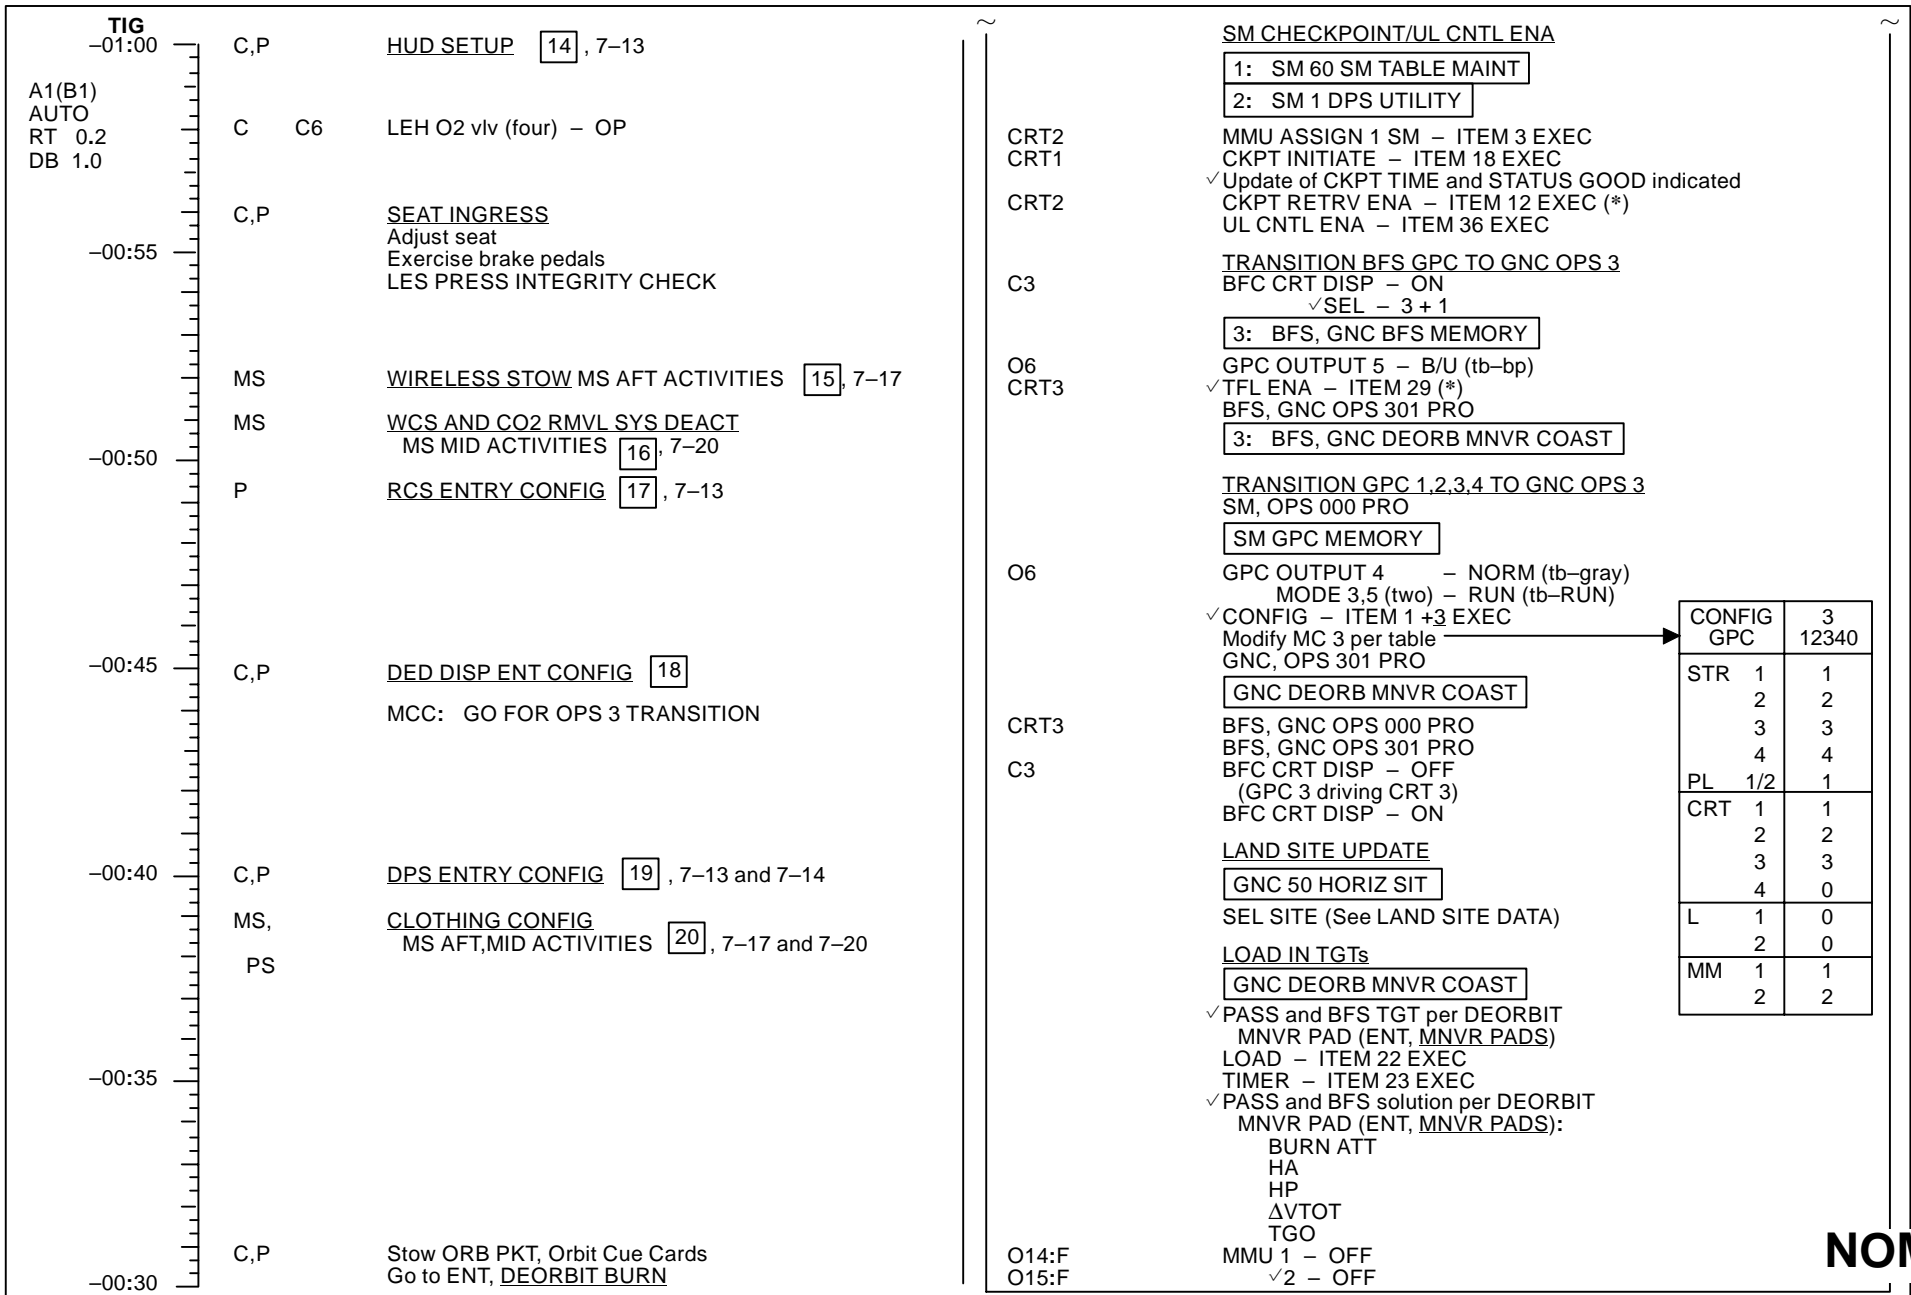 TIG
–01:00 C,P HUD SETUP 14 , 7–13
A1(B1)
AUTO
RT 0.2
DB 1.0
C C6 LEH O2 vlv (four) – OP
C,P SEAT INGRESS
Adjust seat
–00:55 Exercise brake pedals
LES PRESS INTEGRITY CHECK
MS WIRELESS STOW MS AFT ACTIVITIES 15 , 7–17
MS WCS AND CO2 RMVL SYS DEACT
MS MID ACTIVITIES 16 , 7–20
–00:50
P RCS ENTRY CONFIG 17 , 7–13
–00:45 C,P DED DISP ENT CONFIG 18
MCC: GO FOR OPS 3 TRANSITION
–00:40 C,P DPS ENTRY CONFIG 19 , 7–13 and 7–14
MS, CLOTHING CONFIG
MS AFT,MID ACTIVITIES 20 , 7–17 and 7–20
PS
–00:35
C,P Stow ORB PKT, Orbit Cue Cards
–00:30 Go to ENT, DEORBIT BURN
~ ~
SM CHECKPOINT/UL CNTL ENA
1: SM 60 SM TABLE MAINT
2: SM 1 DPS UTILITY
CRT2 MMU ASSIGN 1 SM – ITEM 3 EXEC
CRT1 CKPT INITIATE – ITEM 18 EXEC
√Update of CKPT TIME and STATUS GOOD indicated
CRT2 CKPT RETRV ENA – ITEM 12 EXEC (*)
UL CNTL ENA – ITEM 36 EXEC
TRANSITION BFS GPC TO GNC OPS 3
C3 BFC CRT DISP – ON
√SEL – 3 + 1
3: BFS, GNC BFS MEMORY
O6 GPC OUTPUT 5 – B/U (tb–bp)
CRT3 √TFL ENA – ITEM 29 (*)
BFS, GNC OPS 301 PRO
3: BFS, GNC DEORB MNVR COAST
TRANSITION GPC 1,2,3,4 TO GNC OPS 3
SM, OPS 000 PRO
SM GPC MEMORY
O6 GPC OUTPUT 4 – NORM (tb–gray)
MODE 3,5 (two) – RUN (tb–RUN)
√CONFIG – ITEM 1 +3 EXEC
Modify MC 3 per table
GNC, OPS 301 PRO
GNC DEORB MNVR COAST
CRT3 BFS, GNC OPS 000 PRO
BFS, GNC OPS 301 PRO
C3 BFC CRT DISP – OFF
(GPC 3 driving CRT 3)
BFC CRT DISP – ON
LAND SITE UPDATE
GNC 50 HORIZ SIT
SEL SITE (See LAND SITE DATA)
LOAD IN TGTs
GNC DEORB MNVR COAST
√PASS and BFS TGT per DEORBIT
MNVR PAD (ENT, MNVR PADS)
LOAD – ITEM 22 EXEC
TIMER – ITEM 23 EXEC
√PASS and BFS solution per DEORBIT
MNVR PAD (ENT, MNVR PADS):
BURN ATT
HA
HP
ΔVTOT
TGO
O14:F MMU 1 – OFF
O15:F √2 – OFF
CONFIG 3
GPC 12340
STR 1 1
2 2
3 3
4 4
PL 1/2 1
CRT 1 1
2 2
3 3
4 0
L 1 0
2 0
MM 1 1
2 2